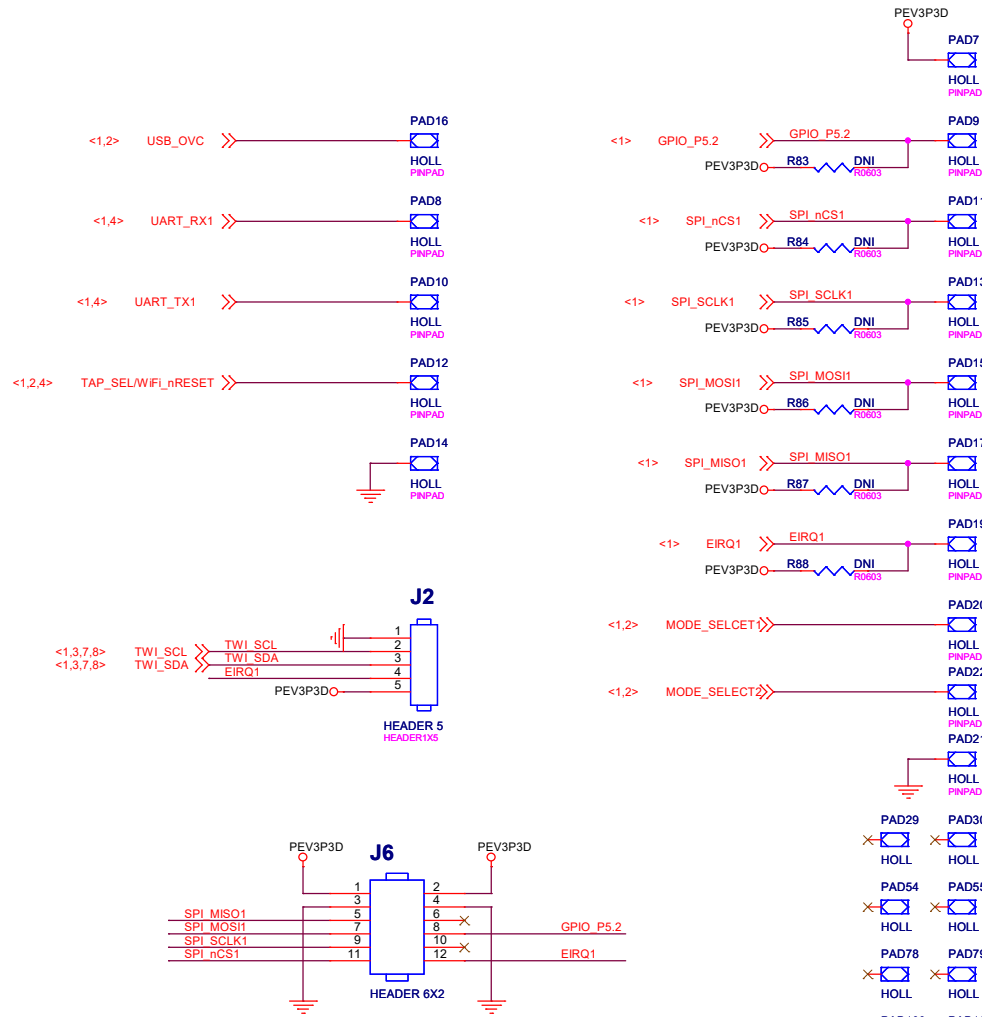 PEV3P3D
PAD7
HOLL
PINPAD
PAD16
<1,2> USB_OVC
HOLL
PINPAD
PAD8
<1,4> UART_RX1
HOLL
PINPAD
PAD10
<1,4> UART_TX1
HOLL
PINPAD
PAD12
<1,2,4> TAP_SEL/WiFi_nRESET
HOLL
PINPAD
PAD14
HOLL
PINPAD
PAD9
<1> GPIO_P5.2 GPIO_P5.2
HOLL
PINPAD
PEV3P3D R83 DNI
R0603
<1> SPI_nCS1 SPI_nCS1
HOLL
PINPAD
PEV3P3D R84 DNI
R0603
<1> SPI_SCLK1 SPI_SCLK1
HOLL
PINPAD
PEV3P3D R85 DNI
R0603
<1> SPI_MOSI1 SPI_MOSI1
HOLL
PINPAD
PEV3P3D R86 DNI
R0603
<1> SPI_MISO1 SPI_MISO1
HOLL
PINPAD
PEV3P3D R87 DNI
R0603
<1> EIRQ1 EIRQ1
HOLL
PINPAD
PEV3P3D R88 DNI
R0603
<1,2> MODE_SELCET1
HOLL
PINPAD
<1,2> MODE_SELECT2
HOLL
PINPAD
HOLL
PINPAD
J2
1
<1,3,7,8> TWI_SCL TWI_SCL 2
<1,3,7,8> TWI_SDA TWI_SDA 3
EIRQ1 4
PEV3P3D 5
HEADER 5
HEADER1X5
PAD29
HOLL HOLL
PAD54
HOLL HOLL
PAD78
HOLL HOLL
PEV3P3D J6 PEV3P3D
1 2
3 4
SPI_MISO1 5 6
SPI_MOSI1 7 8 GPIO_P5.2
SPI_SCLK1 9 10
SPI_nCS1 11 12 EIRQ1
HEADER 6X2